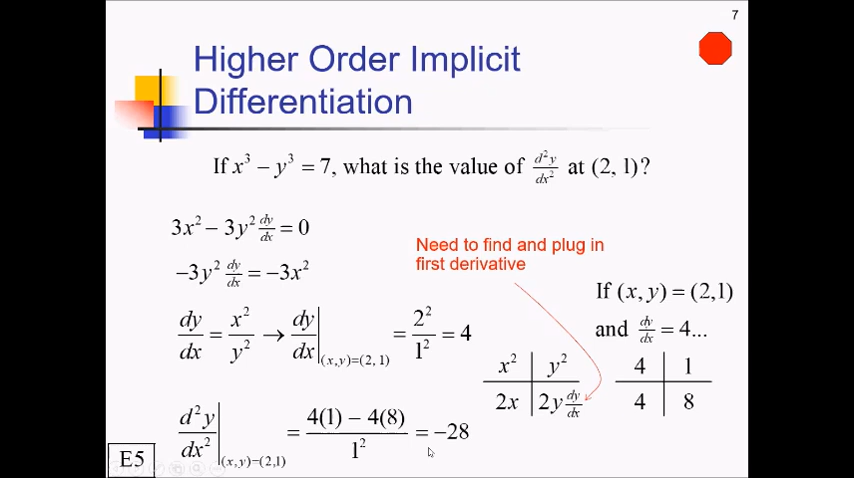 7
Higher Order Implicit
Differentiation
If x³ − y³ = 7, what is the value of d²y/dx² at (2, 1)?
3x² − 3y² dy/dx = 0
−3y² dy/dx = −3x²
dy/dx = x²/y² → dy/dx |(x,y)=(2,1) = 2²/1² = 4
Need to find and plug in
first derivative
x² | y²
2x | 2y dy/dx
If (x,y) = (2,1)
and dy/dx = 4...
4 | 1
4 | 8
d²y/dx² |(x,y)=(2,1) = (4(1) − 4(8))/1² = −28
E5